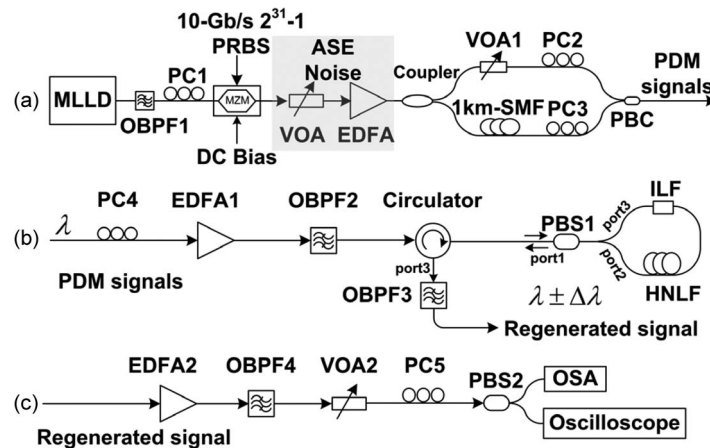 10-Gb/s 2^31-1
PRBS
ASE
Noise
VOA1
PC2
PC1
Coupler
PDM
signals
(a)
MLLD
MZM
1km-SMF
PC3
OBPF1
PBC
DC Bias
VOA
EDFA
PC4
EDFA1
OBPF2
Circulator
ILF
λ
PBS1
port3
(b)
port1
port2
port3
PDM signals
OBPF3
λ ± Δλ
HNLF
Regenerated signal
EDFA2
OBPF4
VOA2
PC5
PBS2
OSA
(c)
Oscilloscope
Regenerated signal